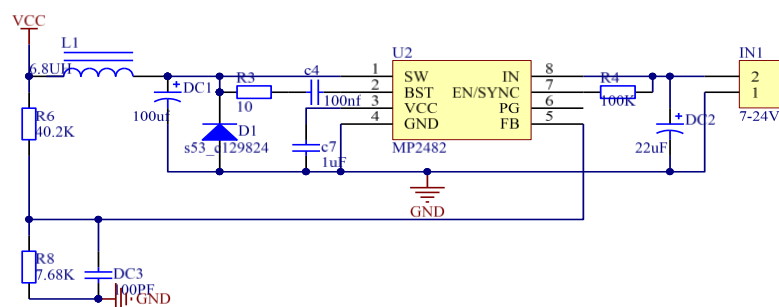 VCC
L1
6.8UH
DC1
100uf
R3
10
c4
100nf
D1
s53_c129824
c7
1uF
U2
1 SW IN 8
2 BST EN/SYNC 7
3 VCC PG 6
4 GND FB 5
MP2482
R4
100K
DC2
22uF
IN1
2
1
7-24V
R6
40.2K
GND
R8
7.68K
DC3
100PF
GND